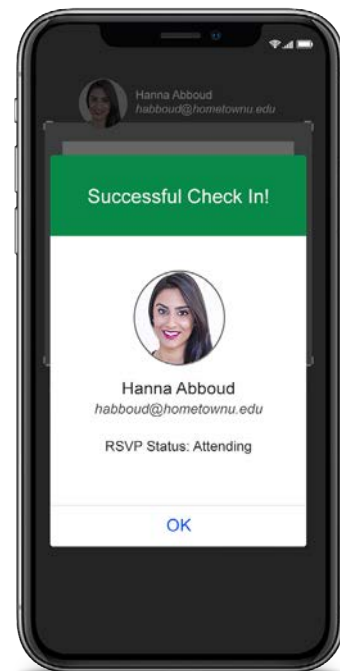 Hanna Abboud
habboud@hometownu.edu
Successful Check In!
Hanna Abboud
habboud@hometownu.edu
RSVP Status: Attending
OK